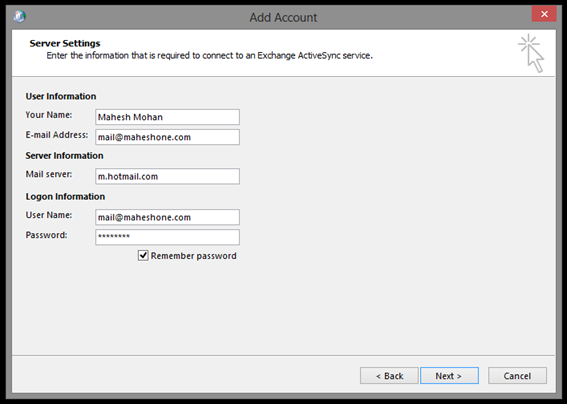 Add Account
Server Settings
Enter the information that is required to connect to an Exchange ActiveSync service.
User Information
Your Name: Mahesh Mohan
E-mail Address: mail@maheshone.com
Server Information
Mail server: m.hotmail.com
Logon Information
User Name: mail@maheshone.com
Password: ********
Remember password
< Back Next > Cancel